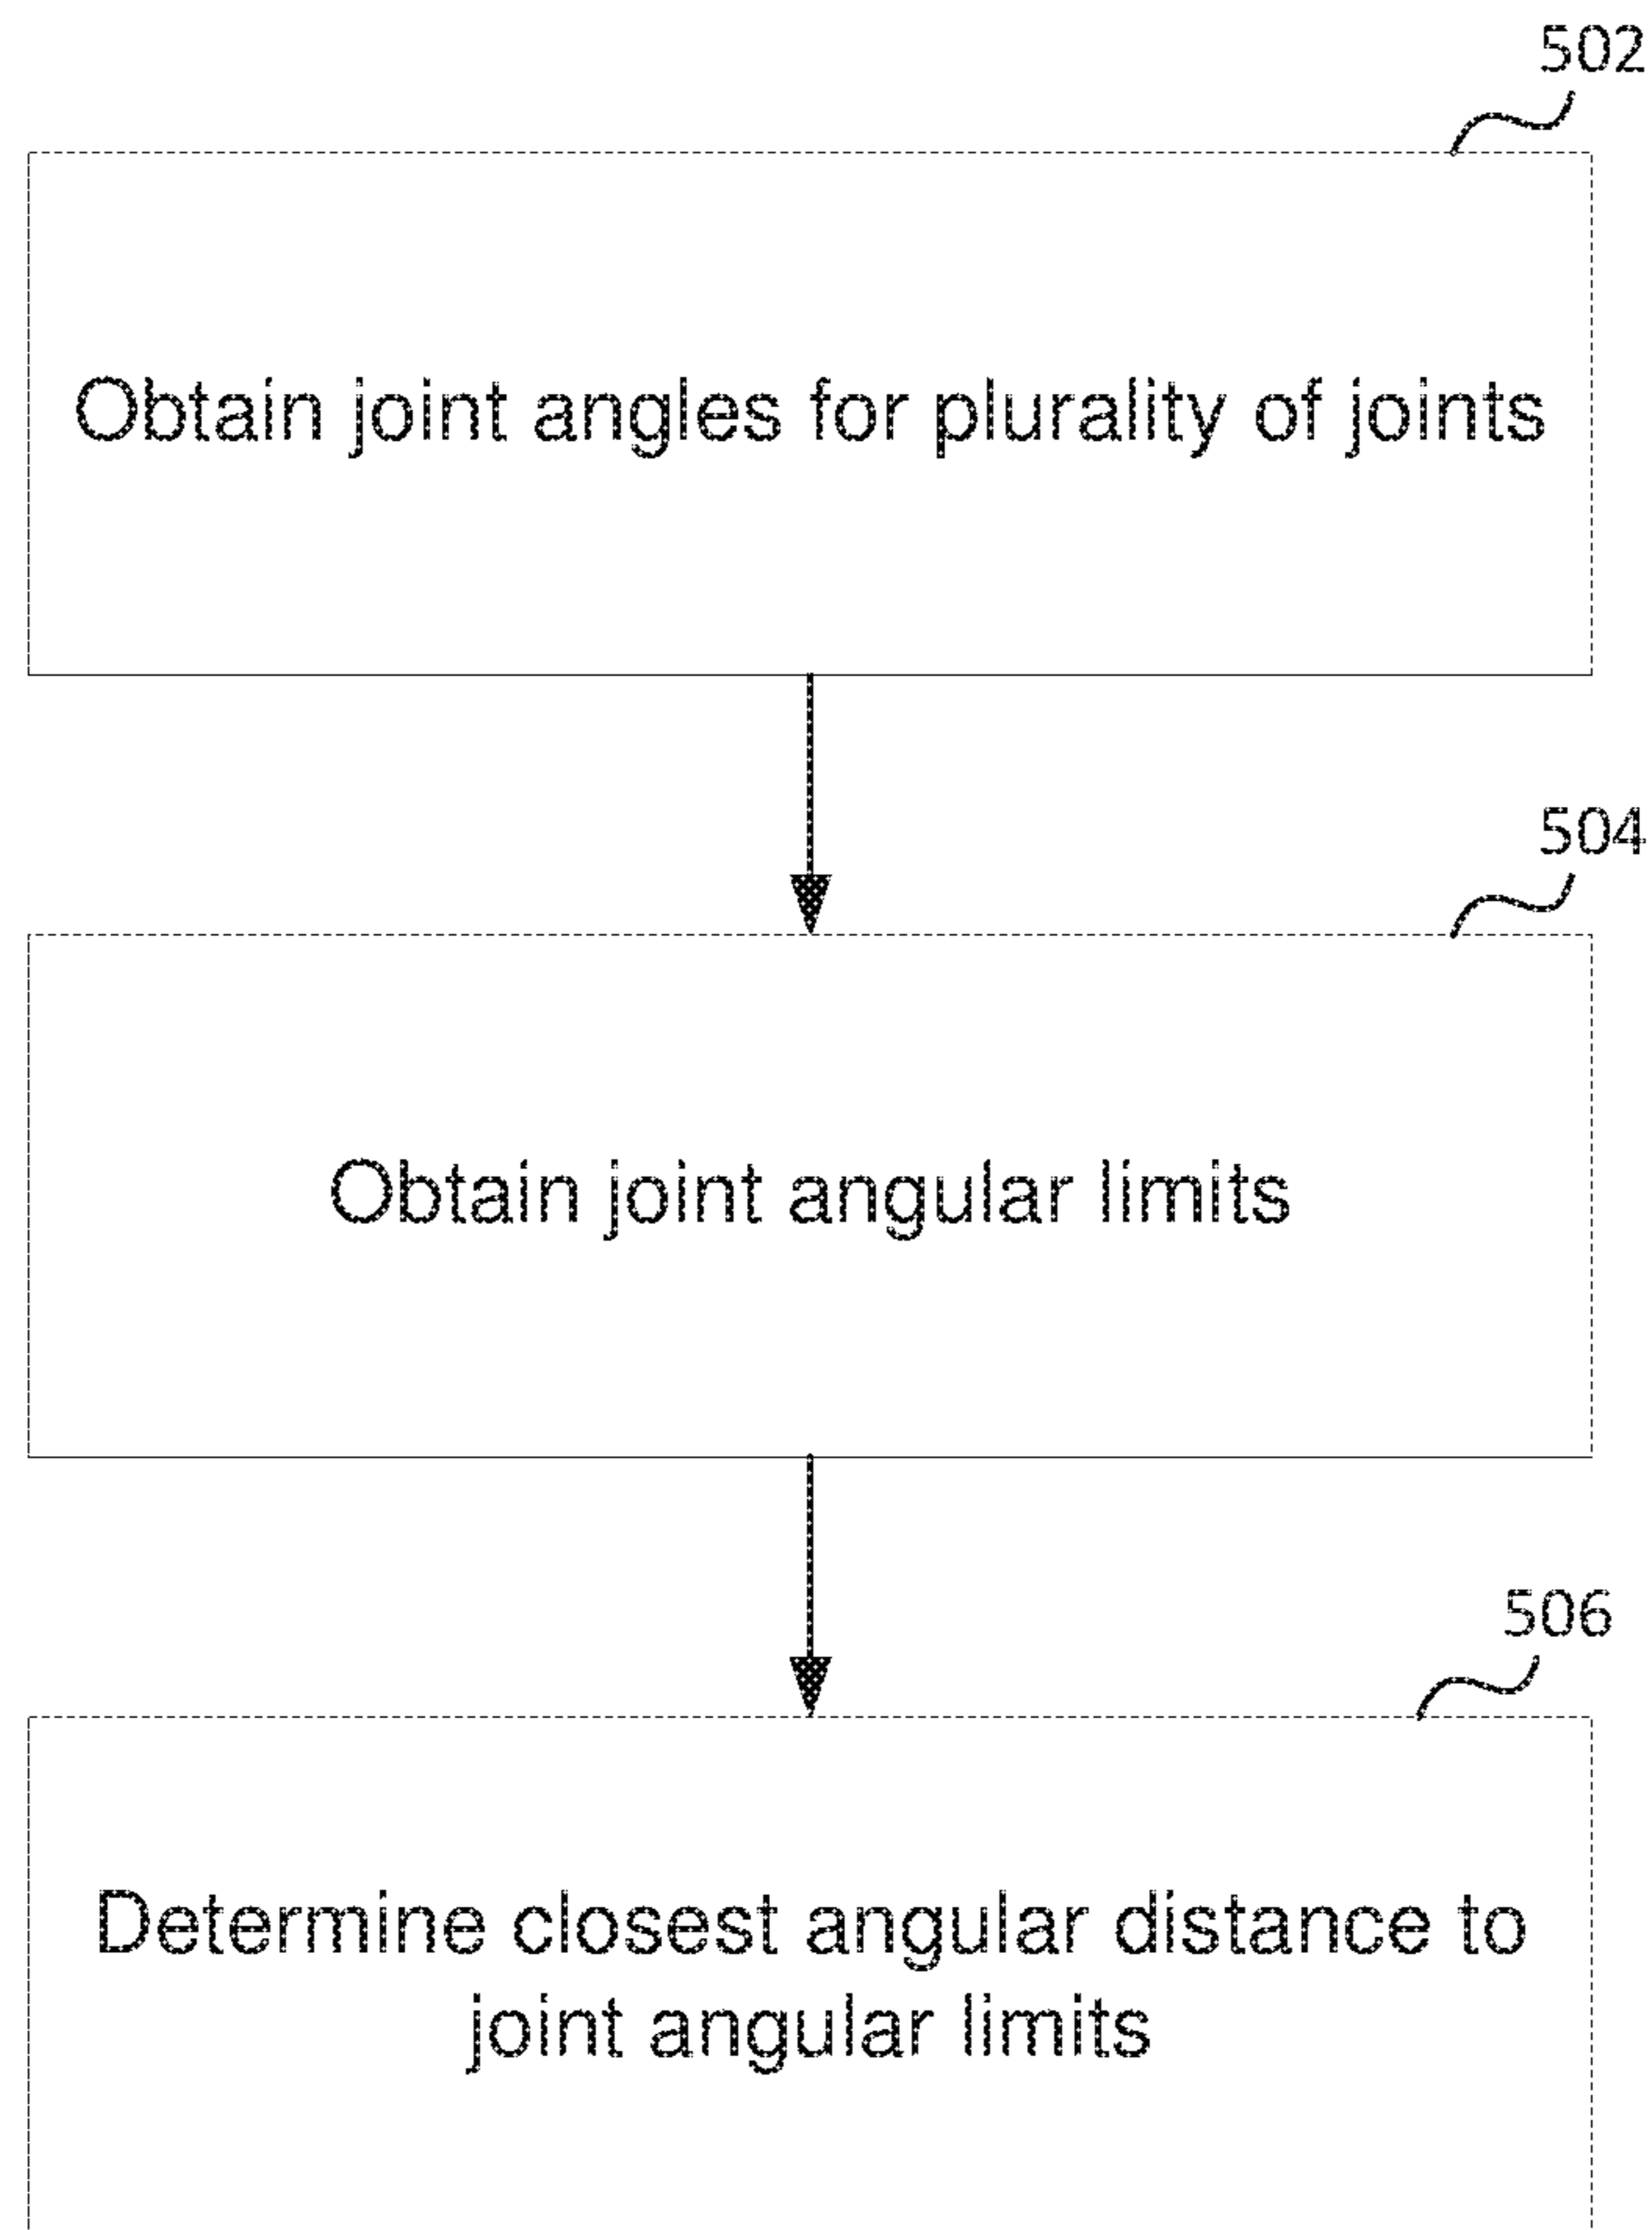 502
Obtain joint angles for plurality of joints
504
Obtain joint angular limits
506
Determine closest angular distance to
joint angular limits